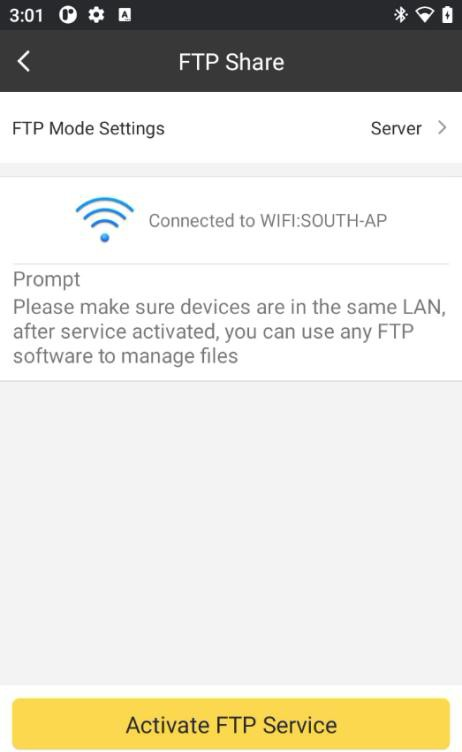 3:01
FTP Share
FTP Mode Settings Server
Connected to WIFI:SOUTH-AP
Prompt
Please make sure devices are in the same LAN,
after service activated, you can use any FTP
software to manage files
Activate FTP Service